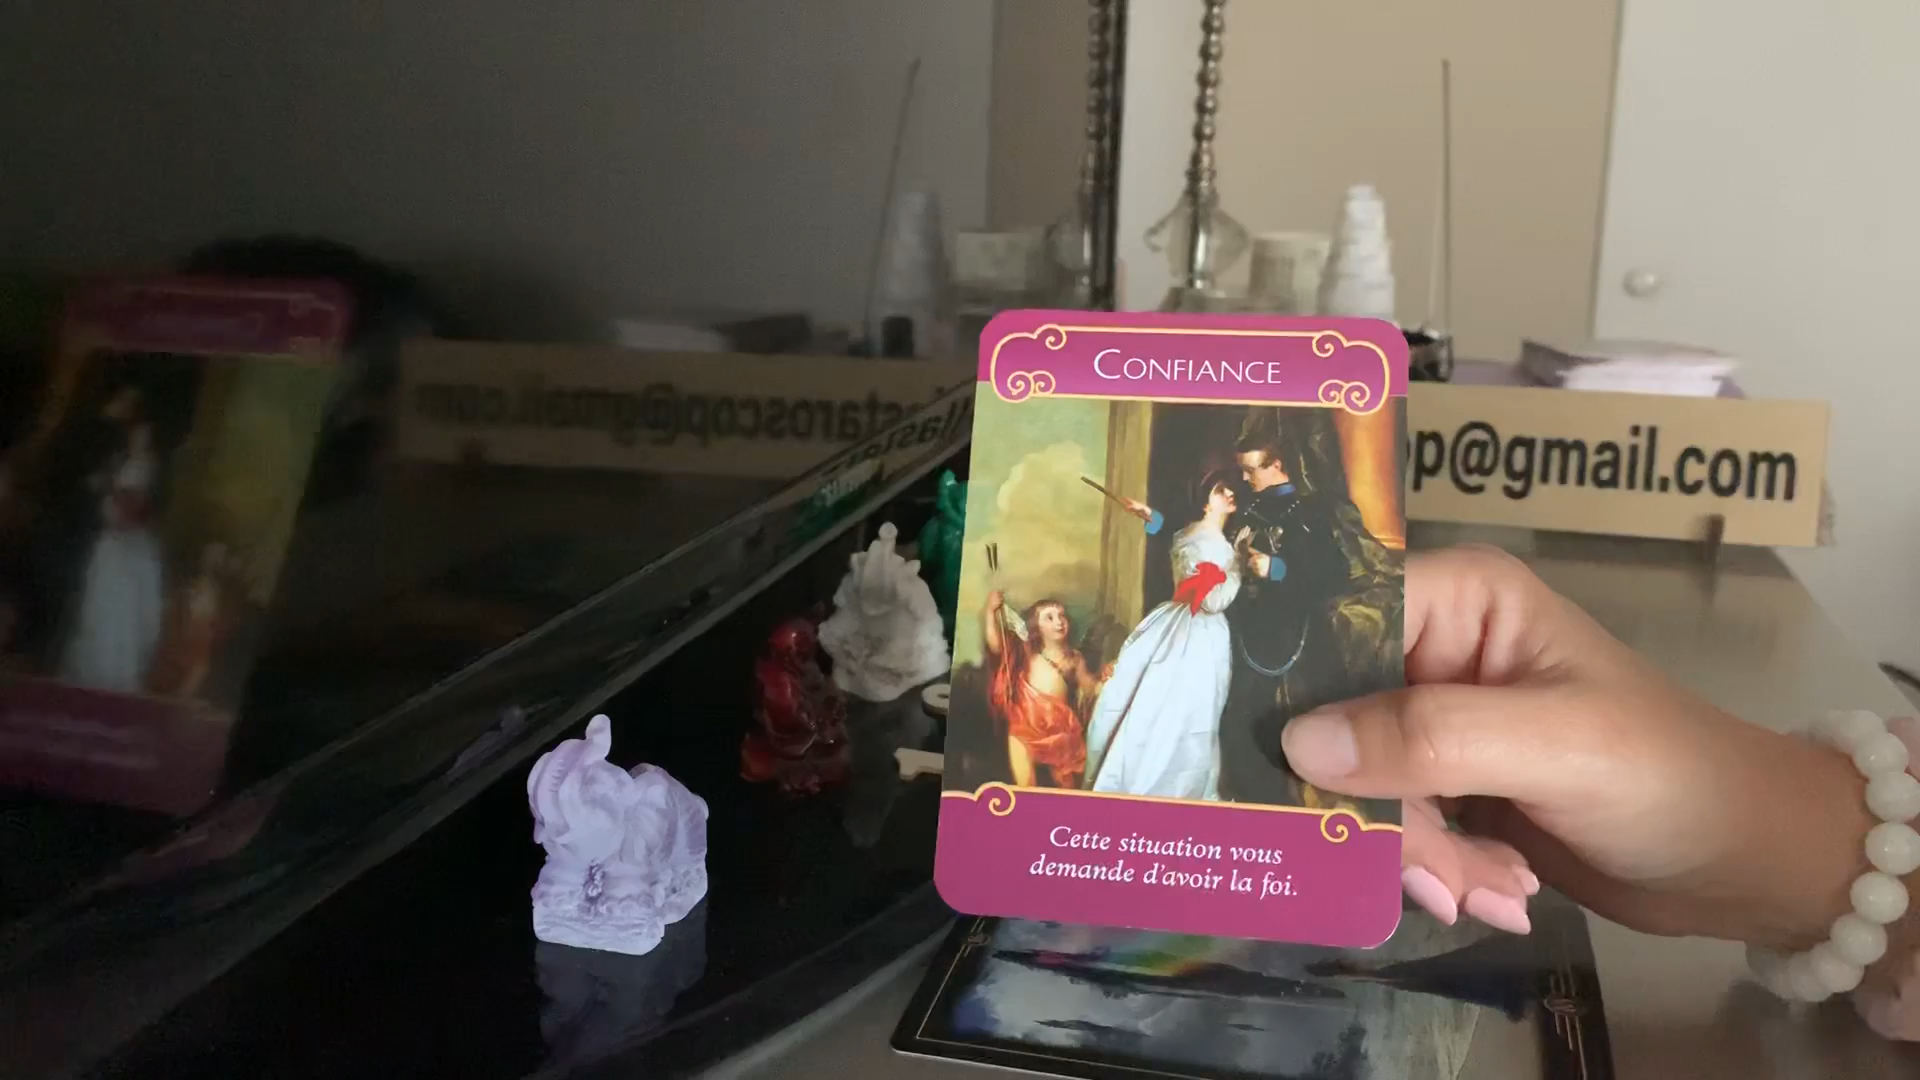 CONFIANCE
p@gmail.com
Cette situation vous
demande d'avoir la foi.